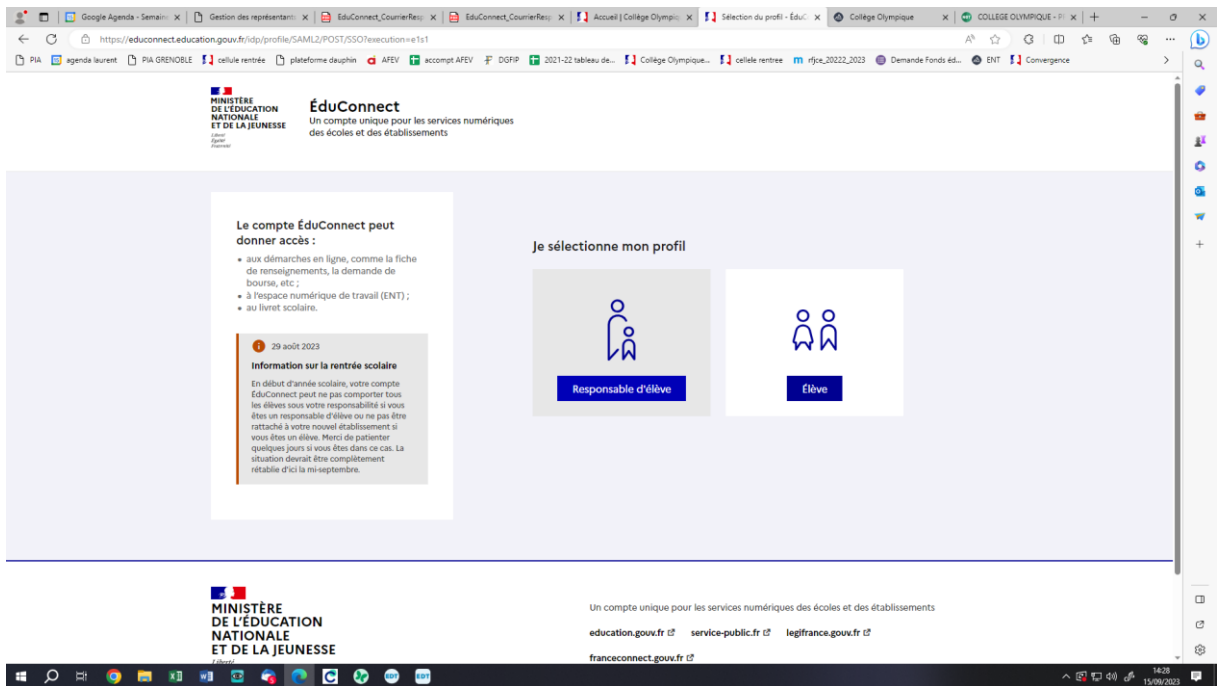 Google Agenda - Semaine
Gestion des représentants
EduConnect_CourrierResp
EduConnect_CourrierResp
Accueil | Collège Olympiq
Sélection du profil - ÉduC
Collège Olympique
COLLEGE OLYMPIQUE - P
https://educonnect.education.gouv.fr/idp/profile/SAML2/POST/SSO?execution=e1s1
PIA
agenda laurent
PIA GRENOBLE
cellule rentrée
plateforme dauphin
AFEV
accompt AFEV
DGFIP
2021-22 tableau de...
Collège Olympique...
cellele rentree
rfjce_20222_2023
Demande Fonds éd...
ENT
Convergence
MINISTÈRE
DE L'ÉDUCATION
NATIONALE
ET DE LA JEUNESSE
Liberté
Égalité
Fraternité
ÉduConnect
Un compte unique pour les services numériques
des écoles et des établissements
Le compte ÉduConnect peut
donner accès :
• aux démarches en ligne, comme la fiche
de renseignements, la demande de
bourse, etc ;
• à l'espace numérique de travail (ENT) ;
• au livret scolaire.
29 août 2023
Information sur la rentrée scolaire
En début d'année scolaire, votre compte
ÉduConnect peut ne pas comporter tous
les élèves sous votre responsabilité si vous
êtes un responsable d'élève ou ne pas être
rattaché à votre nouvel établissement si
vous êtes un élève. Merci de patienter
quelques jours si vous êtes dans ce cas. La
situation devrait être complètement
rétablie d'ici la mi-septembre.
Je sélectionne mon profil
Responsable d'élève
Élève
MINISTÈRE
DE L'ÉDUCATION
NATIONALE
ET DE LA JEUNESSE
Liberté
Un compte unique pour les services numériques des écoles et des établissements
education.gouv.fr service-public.fr legifrance.gouv.fr
franceconnect.gouv.fr
EDT
EDT
14:28
15/09/2023